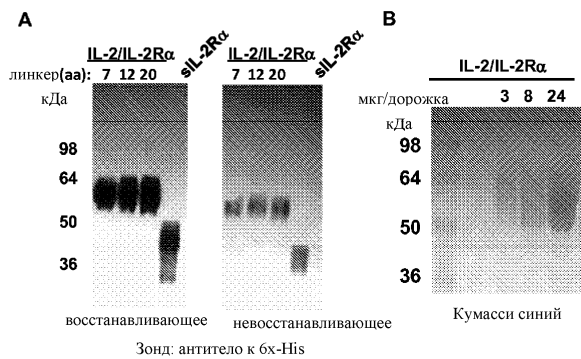 A
IL-2/IL-2Rα sIL-2Rα IL-2/IL-2Rα sIL-2Rα
линкер(aa): 7 12 20 7 12 20
кДа
98
64
50
36
восстанавливающее невосстанавливающее
Зонд: антитело к 6x-His
B
IL-2/IL-2Rα
мкг/дорожка 3 8 24
кДа
98
64
50
36
Кумасси синий